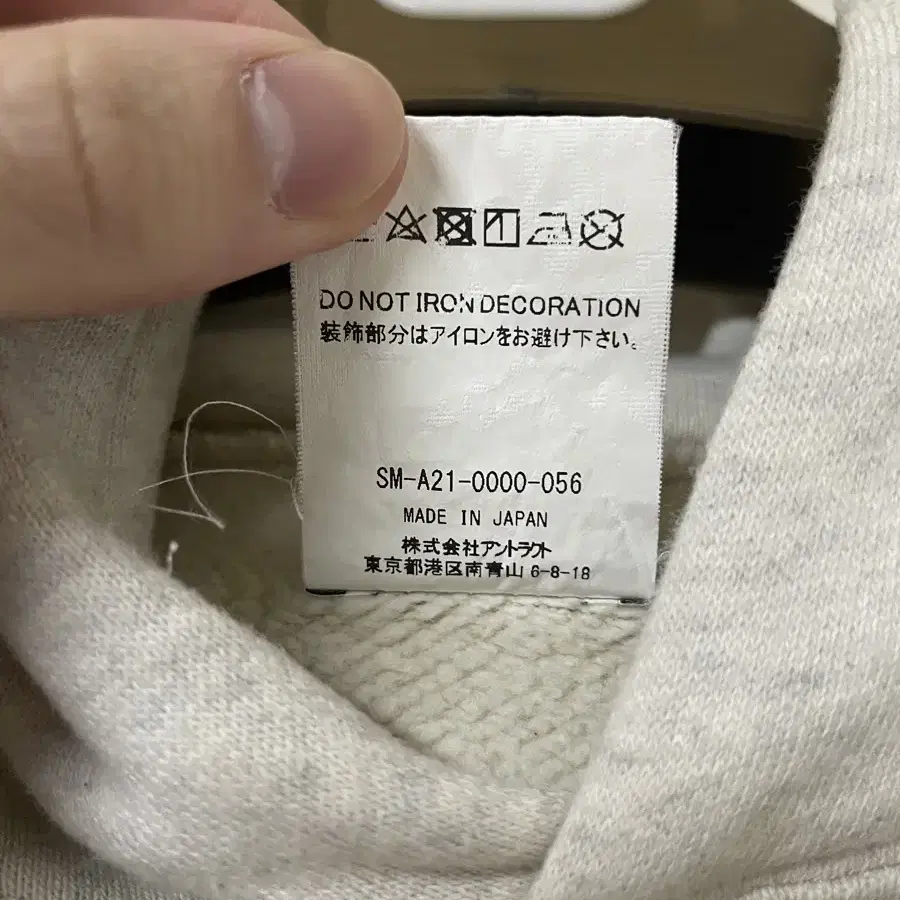 DO NOT IRON DECORATION
装飾部分はアイロンをお避け下さい。
SM-A21-0000-056
MADE IN JAPAN
株式会社アントラクト
東京都港区南青山 6-8-18